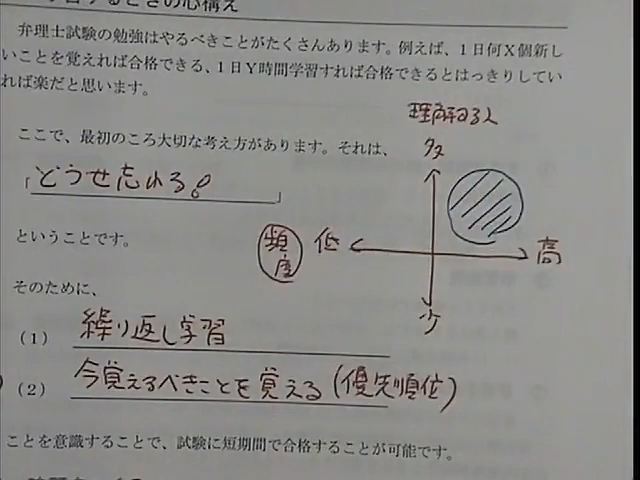 するときの心構え
弁理士試験の勉強はやるべきことがたくさんあります。例えば、１日何Ｘ個新し
いことを覚えれば合格できる、１日Ｙ時間学習すれば合格できるとはっきりしてい
れば楽だと思います。
理解する人
ここで、最初のころ大切な考え方があります。それは、
多
「どうせ忘れる。」
ということです。
頻度 低 高
そのために、
少
(1) 繰り返し学習
(2) 今覚えるべきことを覚える(優先順位)
ことを意識することで、試験に短期間で合格することが可能です。